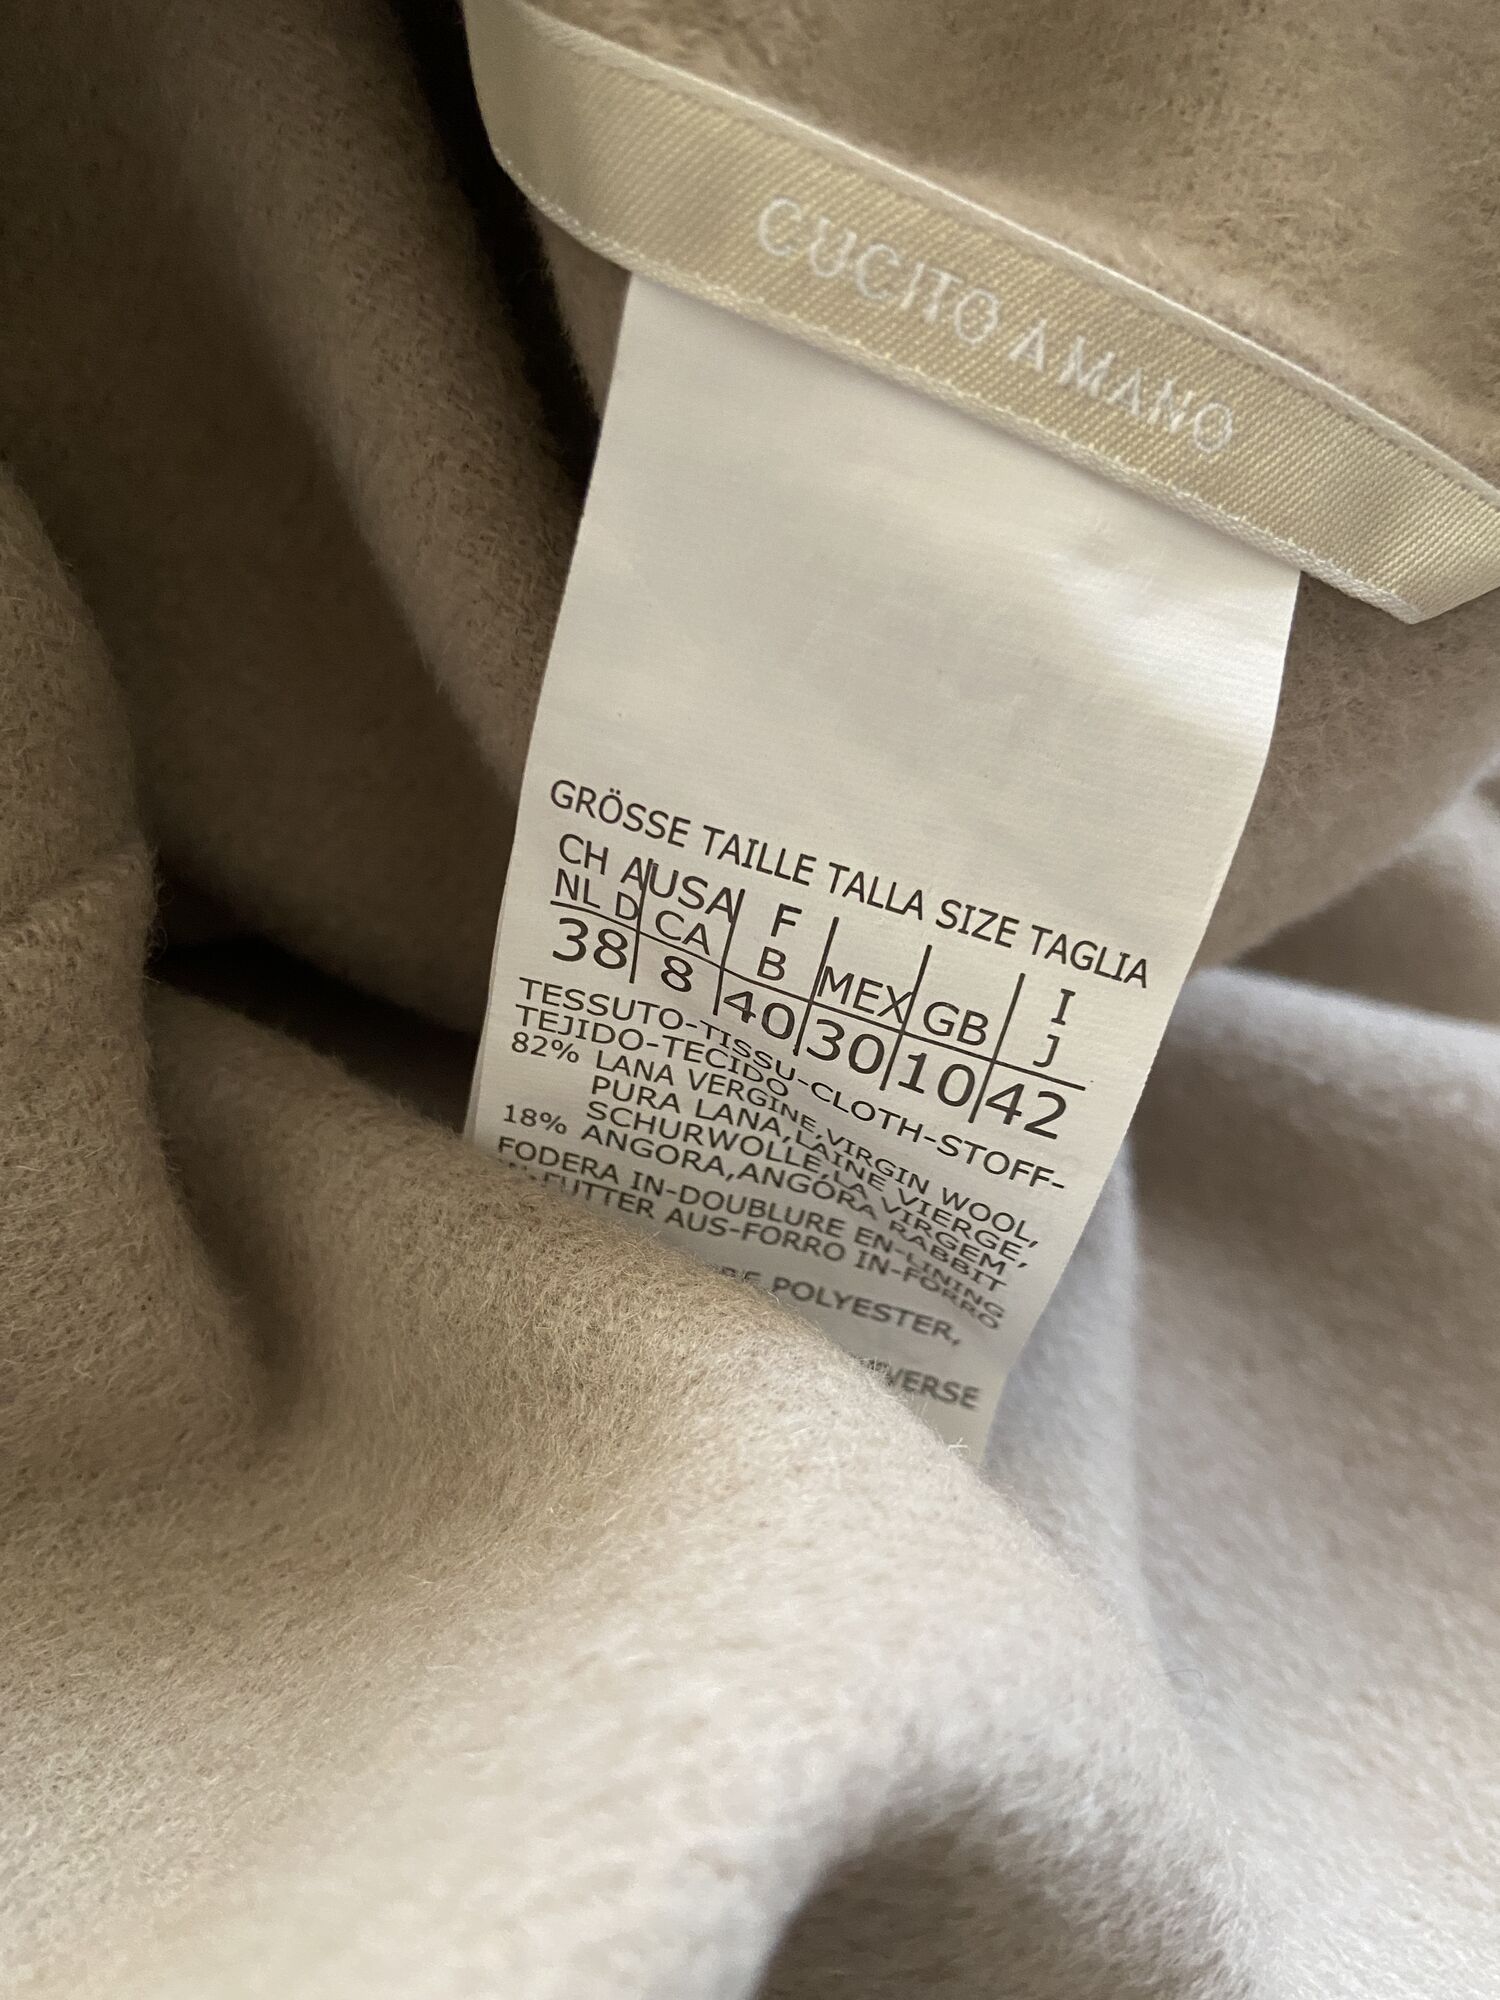 CUCITO A MANO
GRÖSSE TAILLE TALLA SIZE TAGLIA
CH A USA F MEX GB I
NL D CA B J
38 8 40 30 10 42
TESSUTO-TISSU-CLOTH-STOFF-
TEJIDO-TECIDO
82% LANA VERGINE,VIRGIN WOOL,
PURA LANA,LAINE VIERGE,
SCHURWOLLE,LA VIRGEM
18% ANGORA,ANGÓRA RABBIT
FODERA IN-DOUBLURE EN-LINING
FUTTER AUS-FORRO IN-FORRO
POLYESTER,